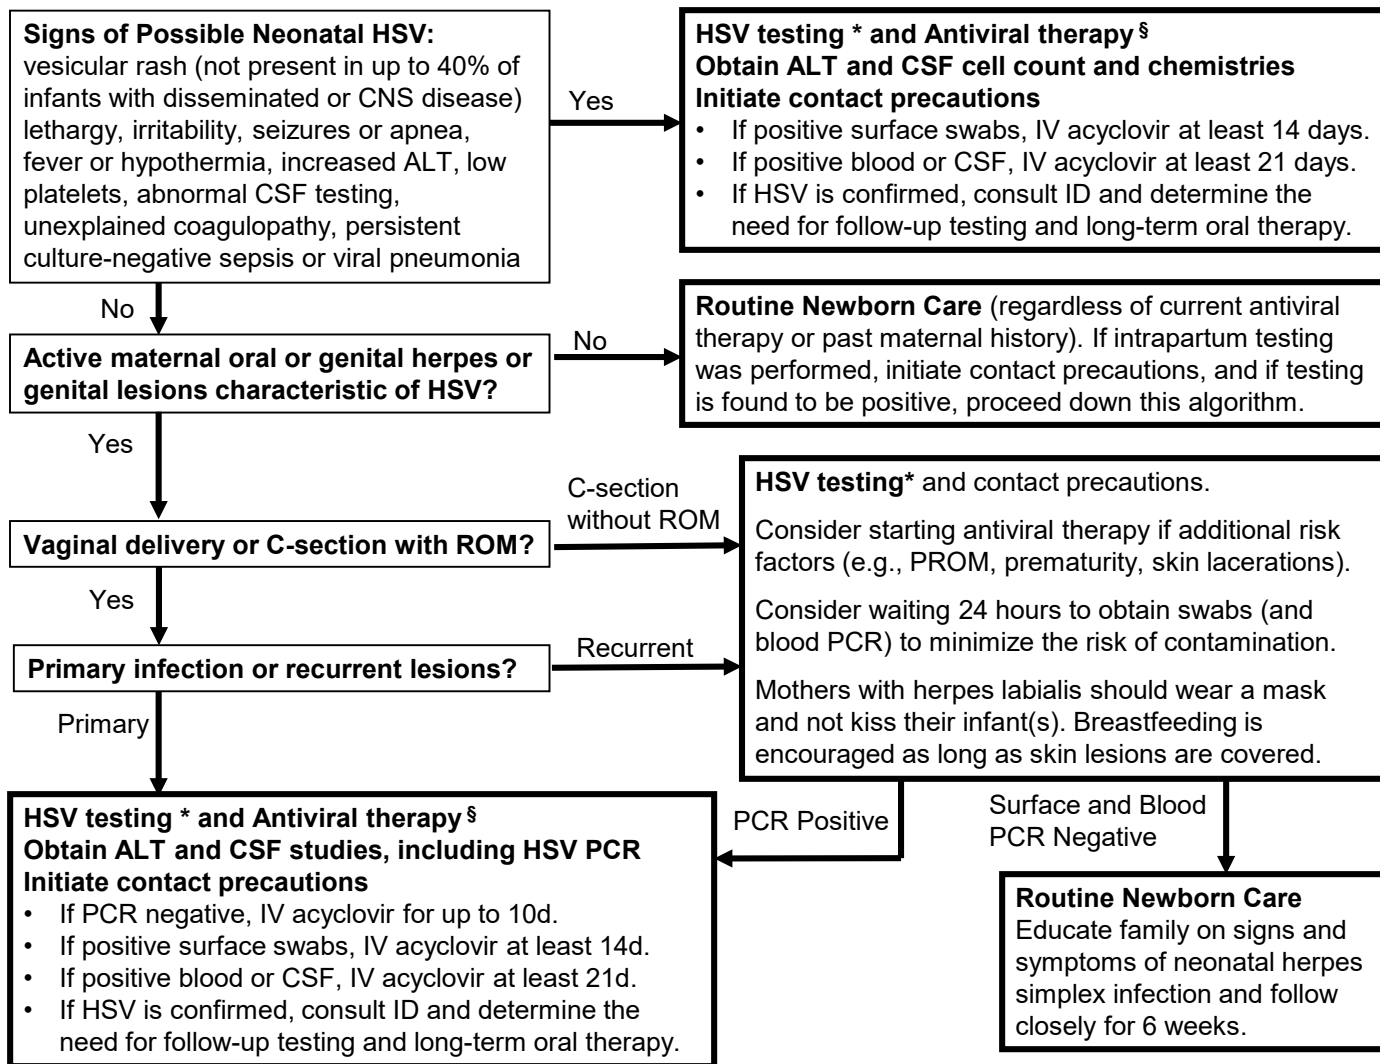 Signs of Possible Neonatal HSV:
vesicular rash (not present in up to 40% of
infants with disseminated or CNS disease)
lethargy, irritability, seizures or apnea,
fever or hypothermia, increased ALT, low
platelets, abnormal CSF testing,
unexplained coagulopathy, persistent
culture-negative sepsis or viral pneumonia
Yes
HSV testing * and Antiviral therapy §
Obtain ALT and CSF cell count and chemistries
Initiate contact precautions
• If positive surface swabs, IV acyclovir at least 14 days.
• If positive blood or CSF, IV acyclovir at least 21 days.
• If HSV is confirmed, consult ID and determine the
need for follow-up testing and long-term oral therapy.
No
Active maternal oral or genital herpes or
genital lesions characteristic of HSV?
No
Routine Newborn Care (regardless of current antiviral
therapy or past maternal history). If intrapartum testing
was performed, initiate contact precautions, and if testing
is found to be positive, proceed down this algorithm.
Yes
Vaginal delivery or C-section with ROM?
C-section
without ROM
HSV testing* and contact precautions.
Consider starting antiviral therapy if additional risk
factors (e.g., PROM, prematurity, skin lacerations).
Consider waiting 24 hours to obtain swabs (and
blood PCR) to minimize the risk of contamination.
Mothers with herpes labialis should wear a mask
and not kiss their infant(s). Breastfeeding is
encouraged as long as skin lesions are covered.
Yes
Primary infection or recurrent lesions?
Recurrent
Primary
HSV testing * and Antiviral therapy §
Obtain ALT and CSF studies, including HSV PCR
Initiate contact precautions
• If PCR negative, IV acyclovir for up to 10d.
• If positive surface swabs, IV acyclovir at least 14d.
• If positive blood or CSF, IV acyclovir at least 21d.
• If HSV is confirmed, consult ID and determine the
need for follow-up testing and long-term oral therapy.
PCR Positive
Surface and Blood
PCR Negative
Routine Newborn Care
Educate family on signs and
symptoms of neonatal herpes
simplex infection and follow
closely for 6 weeks.